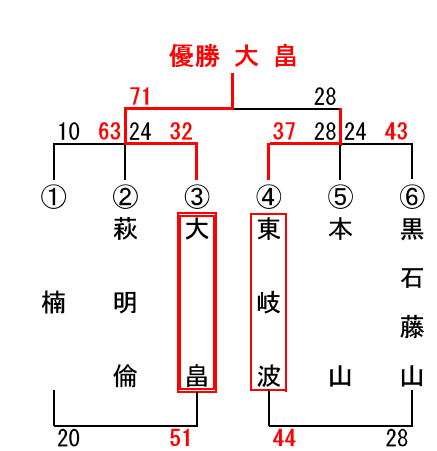 優勝 大 畠
71 28
10 63 24 32 37 28 24 43
① ② ③ ④ ⑤ ⑥
楠
萩明倫
大畠
東岐波
本山
黒石藤山
20 51 44 28